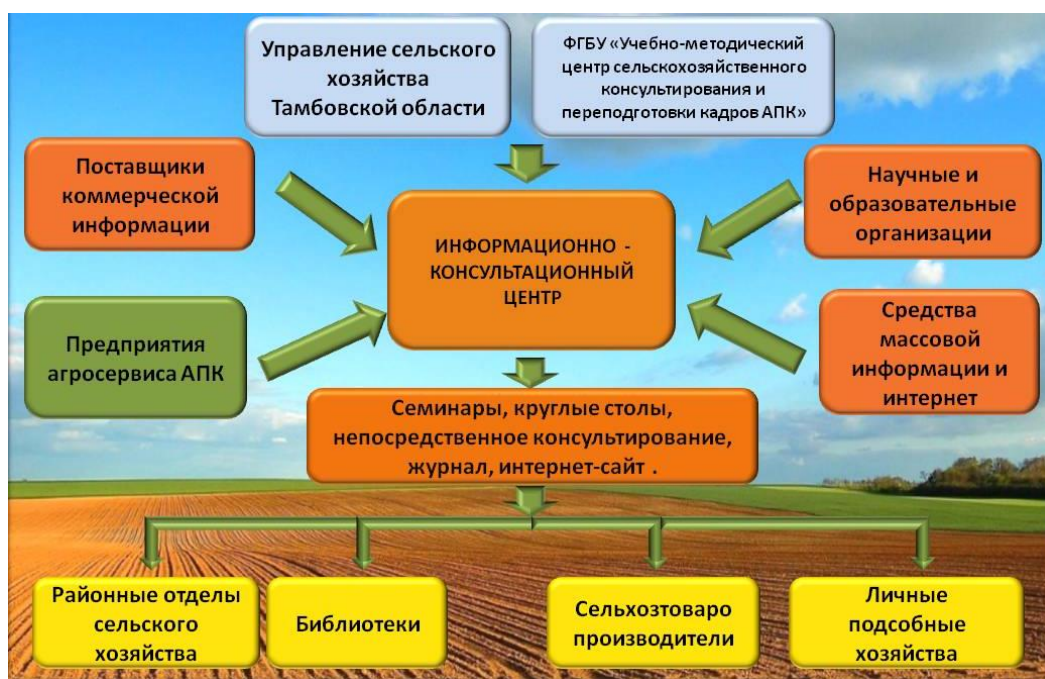 Управление сельского
хозяйства
Тамбовской области
ФГБУ «Учебно-методический
центр сельскохозяйственного
консультирования и
переподготовки кадров АПК»
Поставщики
коммерческой
информации
Научные и
образовательные
организации
ИНФОРМАЦИОННО -
КОНСУЛЬТАЦИОННЫЙ
ЦЕНТР
Предприятия
агросервиса АПК
Средства
массовой
информации и
интернет
Семинары, круглые столы,
непосредственное консультирование,
журнал, интернет-сайт .
Районные отделы
сельского
хозяйства
Библиотеки
Сельхозтоваро
производители
Личные
подсобные
хозяйства